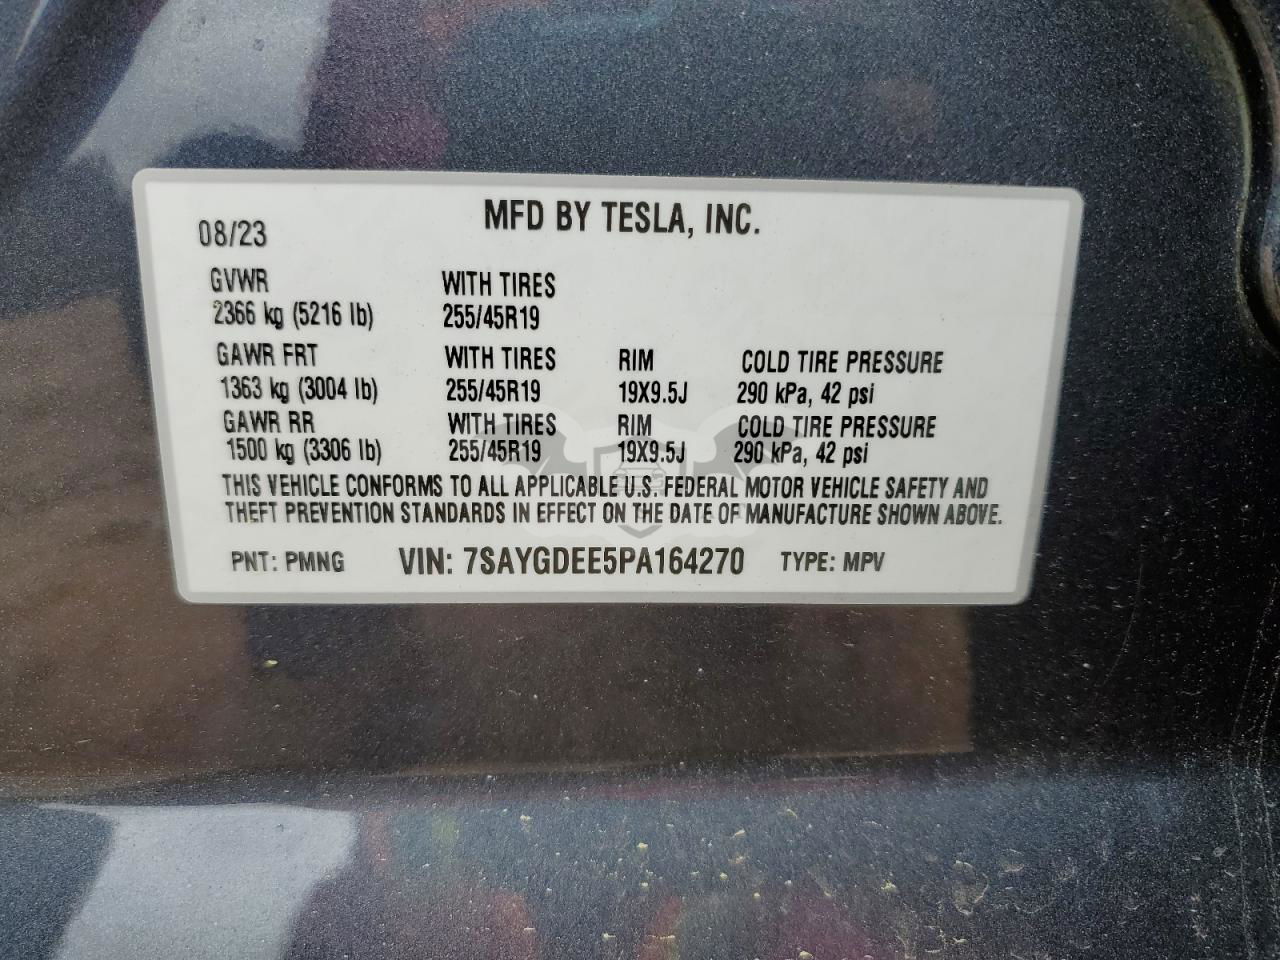 MFD BY TESLA, INC.
08/23
GVWR WITH TIRES
2366 kg (5216 lb) 255/45R19
GAWR FRT WITH TIRES RIM COLD TIRE PRESSURE
1363 kg (3004 lb) 255/45R19 19X9.5J 290 kPa, 42 psi
GAWR RR WITH TIRES RIM COLD TIRE PRESSURE
1500 kg (3306 lb) 255/45R19 19X9.5J 290 kPa, 42 psi
THIS VEHICLE CONFORMS TO ALL APPLICABLE U.S. FEDERAL MOTOR VEHICLE SAFETY AND
THEFT PREVENTION STANDARDS IN EFFECT ON THE DATE OF MANUFACTURE SHOWN ABOVE.
PNT: PMNG VIN: 7SAYGDEE5PA164270 TYPE: MPV